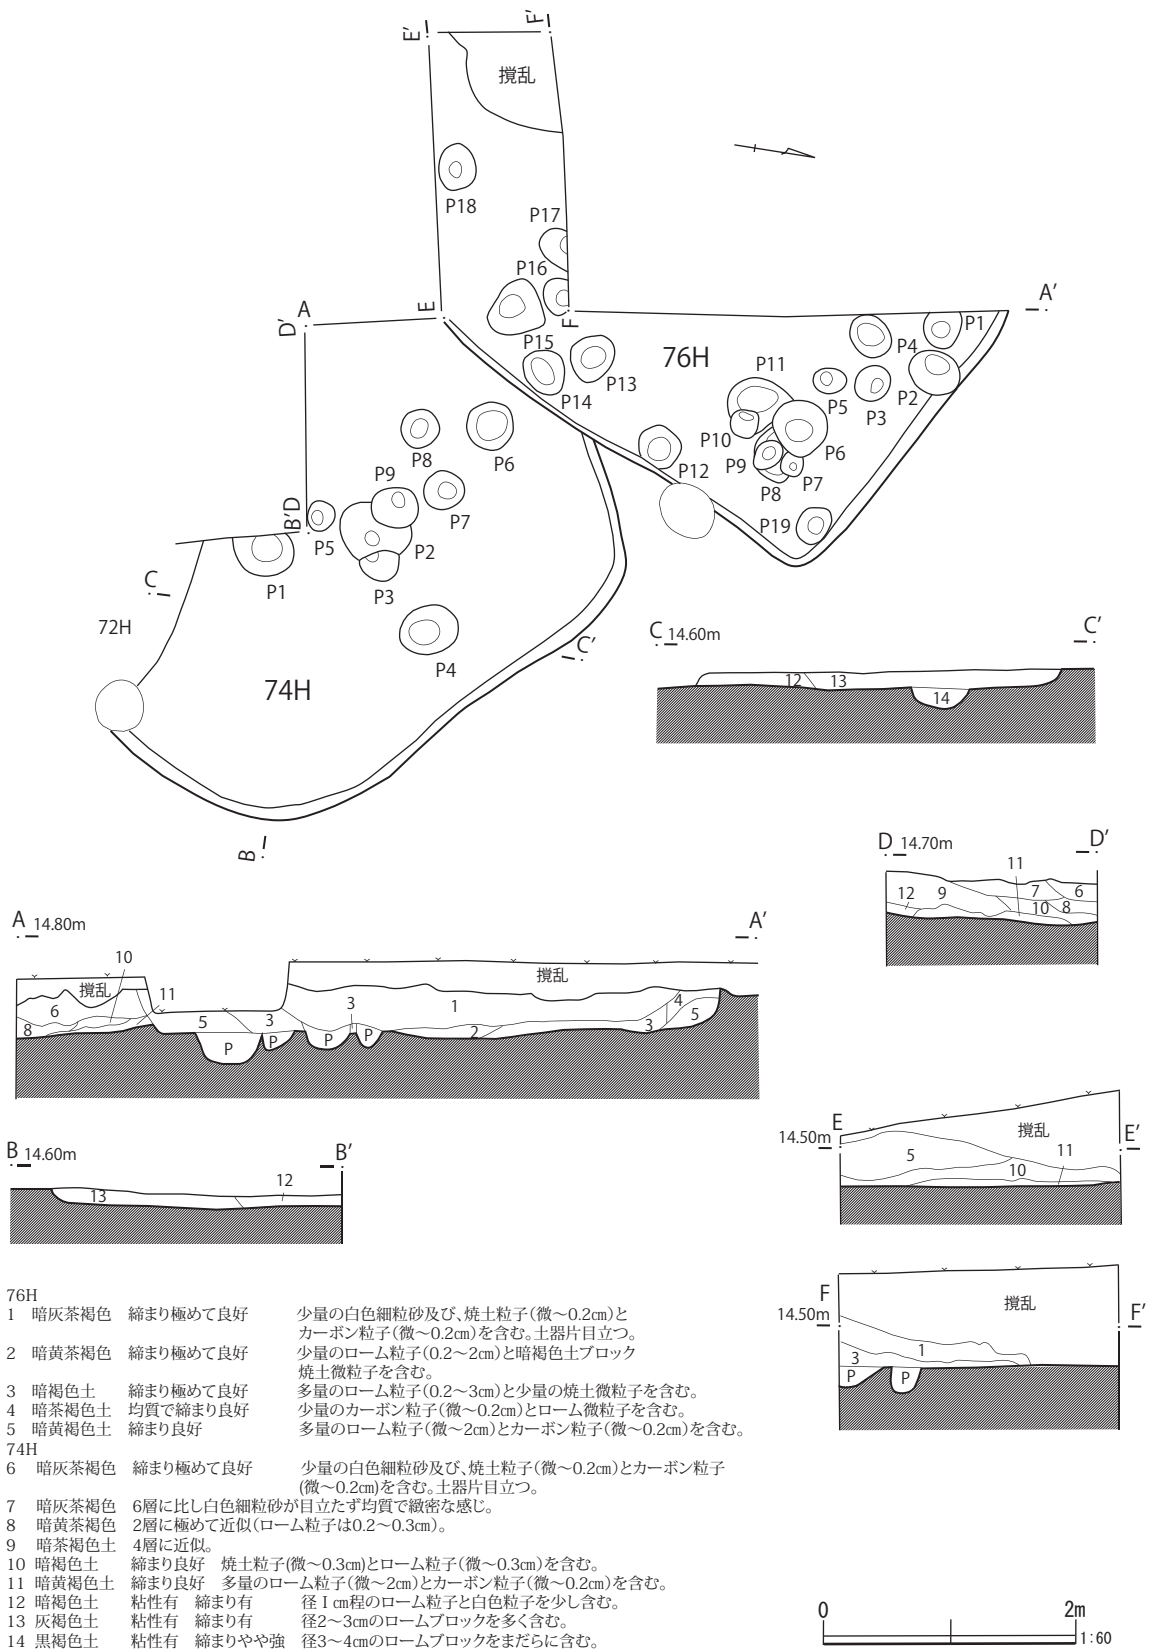 E′
F′
撹乱
P18
P17
P16
E
F
A
D′
A′
P15
P14
P13
76H
P11
P1
P4
P2
P5
P3
P10
P6
P9
P7
P8
P12
P19
P8
P6
P9
P7
B′D
P5
P2
P1
P3
P4
C
72H
74H
C′
B
C 14.60m
C′
12
13
14
D 14.70m
D′
11
12
9
7
6
10
8
A 14.80m
A′
10
撹乱
撹乱
11
6
8
5
3
3
1
2
3
4
5
P
P
P
P
B 14.60m
B′
13
12
E
14.50m
E′
撹乱
5
10
11
F
14.50m
F′
撹乱
1
3
P
P
76H
1 暗灰茶褐色 締まり極めて良好 少量の白色細粒砂及び、焼土粒子(微～0.2㎝)と
カーボン粒子(微～0.2㎝)を含む。土器片目立つ。
2 暗黄茶褐色 締まり極めて良好 少量のローム粒子(0.2～2㎝)と暗褐色土ブロック
焼土微粒子を含む。
3 暗褐色土 締まり極めて良好 多量のローム粒子(0.2～3㎝)と少量の焼土微粒子を含む。
4 暗茶褐色土 均質で締まり良好 少量のカーボン粒子(微～0.2㎝)とローム微粒子を含む。
5 暗黄褐色土 締まり良好 多量のローム粒子(微～2㎝)とカーボン粒子(微～0.2㎝)を含む。
74H
6 暗灰茶褐色 締まり極めて良好 少量の白色細粒砂及び、焼土粒子(微～0.2㎝)とカーボン粒子
(微～0.2㎝)を含む。土器片目立つ。
7 暗灰茶褐色 6層に比し白色細粒砂が目立たず均質で緻密な感じ。
8 暗黄茶褐色 2層に極めて近似(ローム粒子は0.2～0.3㎝)。
9 暗茶褐色土 4層に近似。
10 暗褐色土 締まり良好 焼土粒子(微～0.3㎝)とローム粒子(微～0.3㎝)を含む。
11 暗黄褐色土 締まり良好 多量のローム粒子(微～2㎝)とカーボン粒子(微～0.2㎝)を含む。
12 暗褐色土 粘性有 締まり有 径Ⅰ㎝程のローム粒子と白色粒子を少し含む。
13 灰褐色土 粘性有 締まり有 径2～3㎝のロームブロックを多く含む。
14 黒褐色土 粘性有 締まりやや強 径3～4㎝のロームブロックをまだらに含む。
0 2m
1:60